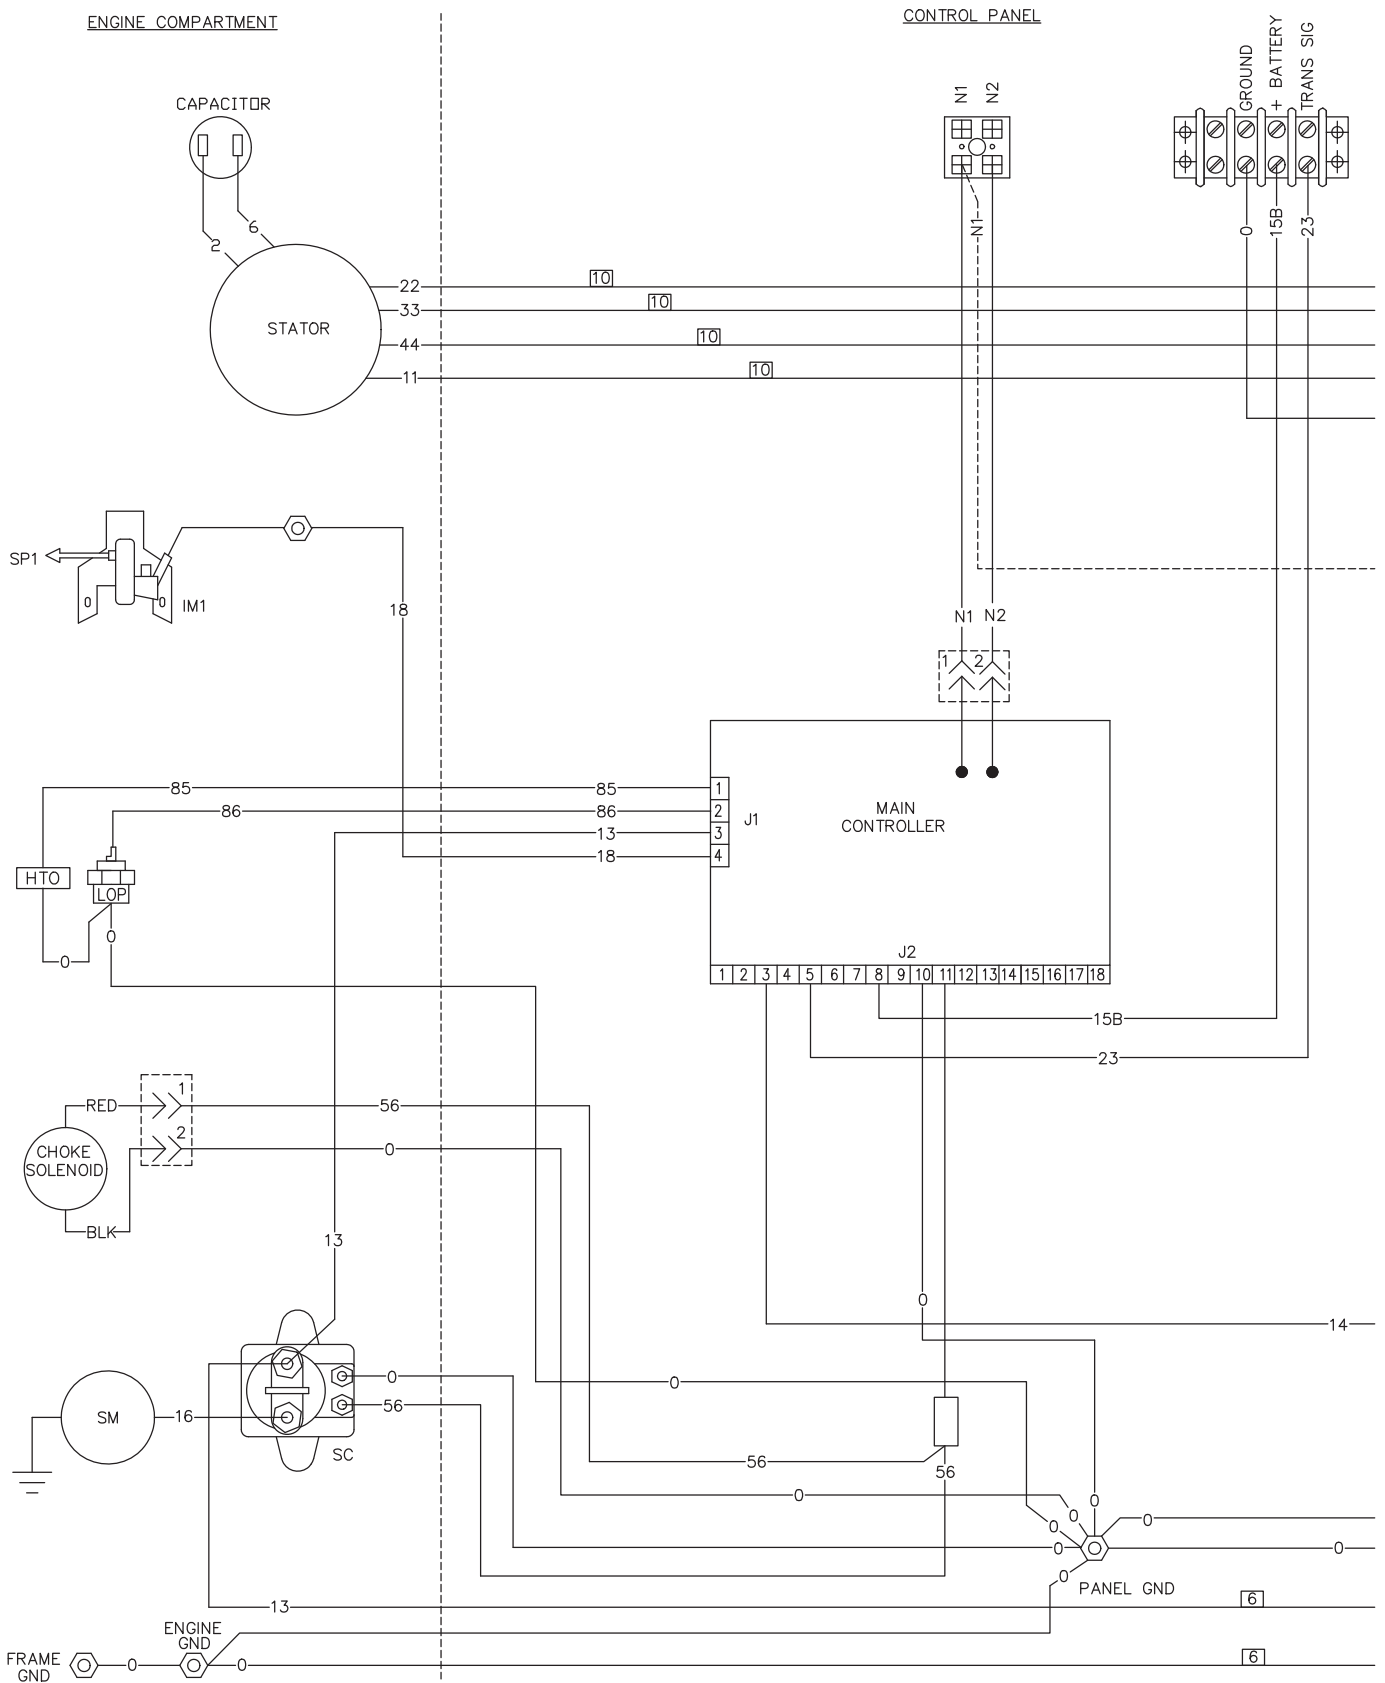 ENGINE COMPARTMENT
CONTROL PANEL
CAPACITOR
N1
N2
GROUND
+ BATTERY
TRANS SIG
2
6
N1
0
15B
23
STATOR
22
10
33
10
44
10
11
10
SP1
IM1
18
N1
N2
1
2
85
85
1
86
86
2
13
3
18
4
J1
MAIN
CONTROLLER
HTO
LOP
0
0
J2
1 2 3 4 5 6 7 8 9 10 11 12 13 14 15 16 17 18
15B
23
RED
1
56
2
0
CHOKE
SOLENOID
BLK
13
0
14
0
0
56
SM
16
SC
56
56
0
0
0
0
0
0
0
0
PANEL GND
13
6
ENGINE
GND
FRAME
GND
0
0
6